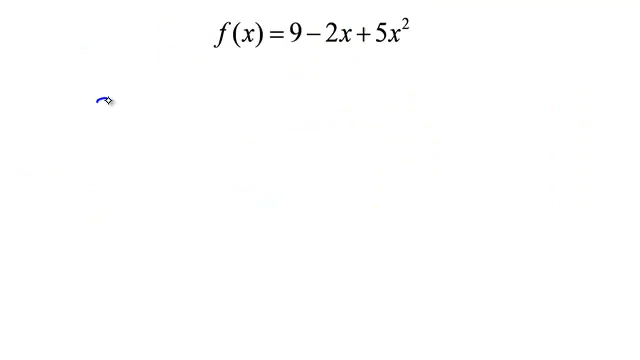 f(x) = 9 − 2x + 5x²